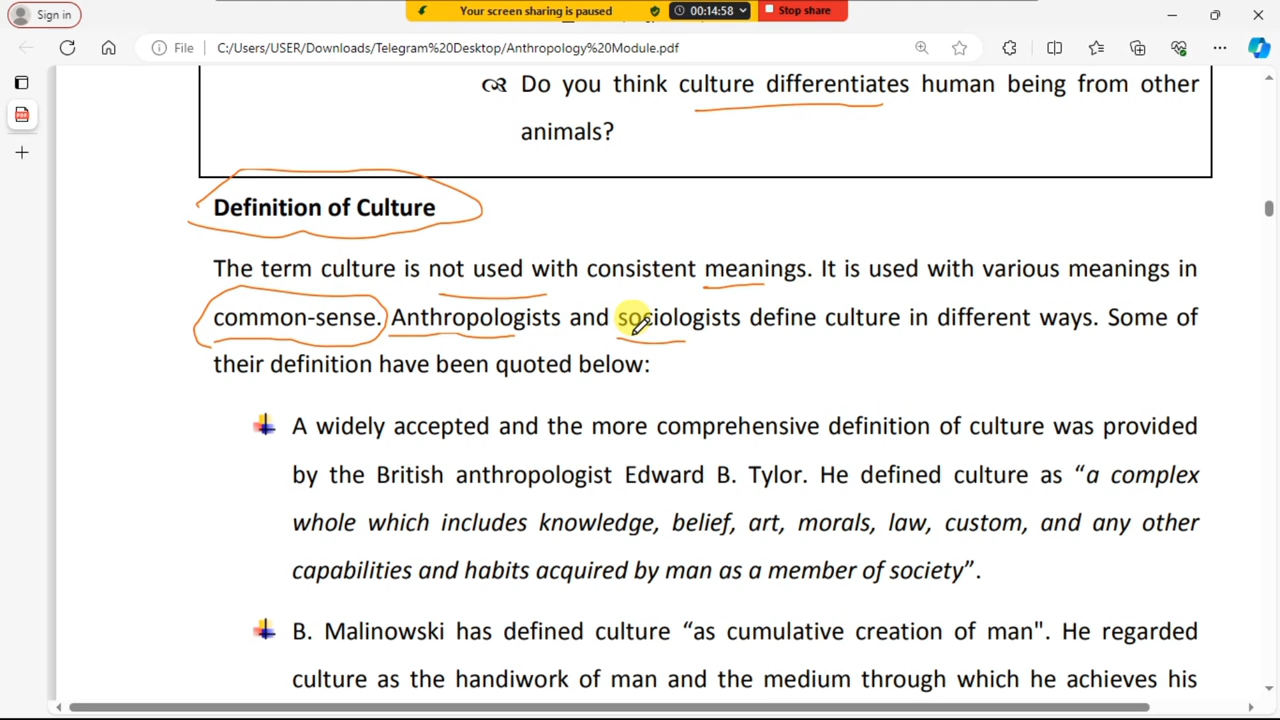 Sign in
Your screen sharing is paused
00:14:58
Stop share
File
C:/Users/USER/Downloads/Telegram%20Desktop/Anthropology%20Module.pdf
Do you think culture differentiates human being from other
animals?
Definition of Culture
The term culture is not used with consistent meanings. It is used with various meanings in
common-sense. Anthropologists and sociologists define culture in different ways. Some of
their definition have been quoted below:
A widely accepted and the more comprehensive definition of culture was provided
by the British anthropologist Edward B. Tylor. He defined culture as “a complex
whole which includes knowledge, belief, art, morals, law, custom, and any other
capabilities and habits acquired by man as a member of society”.
B. Malinowski has defined culture “as cumulative creation of man". He regarded
culture as the handiwork of man and the medium through which he achieves his